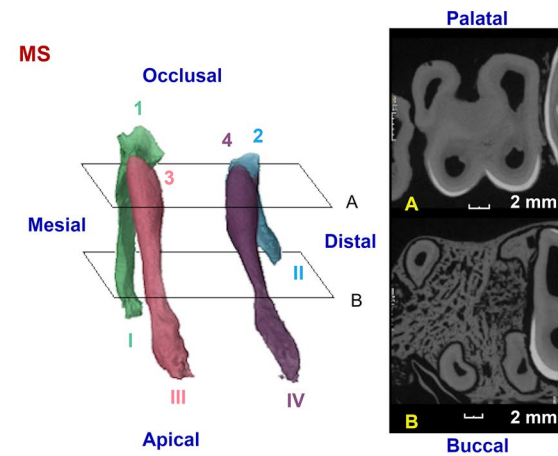 MS
Occlusal
1
4 2
3
A
Mesial
Distal
II
B
I
III
IV
Apical
Palatal
A
2 mm
B
2 mm
Buccal